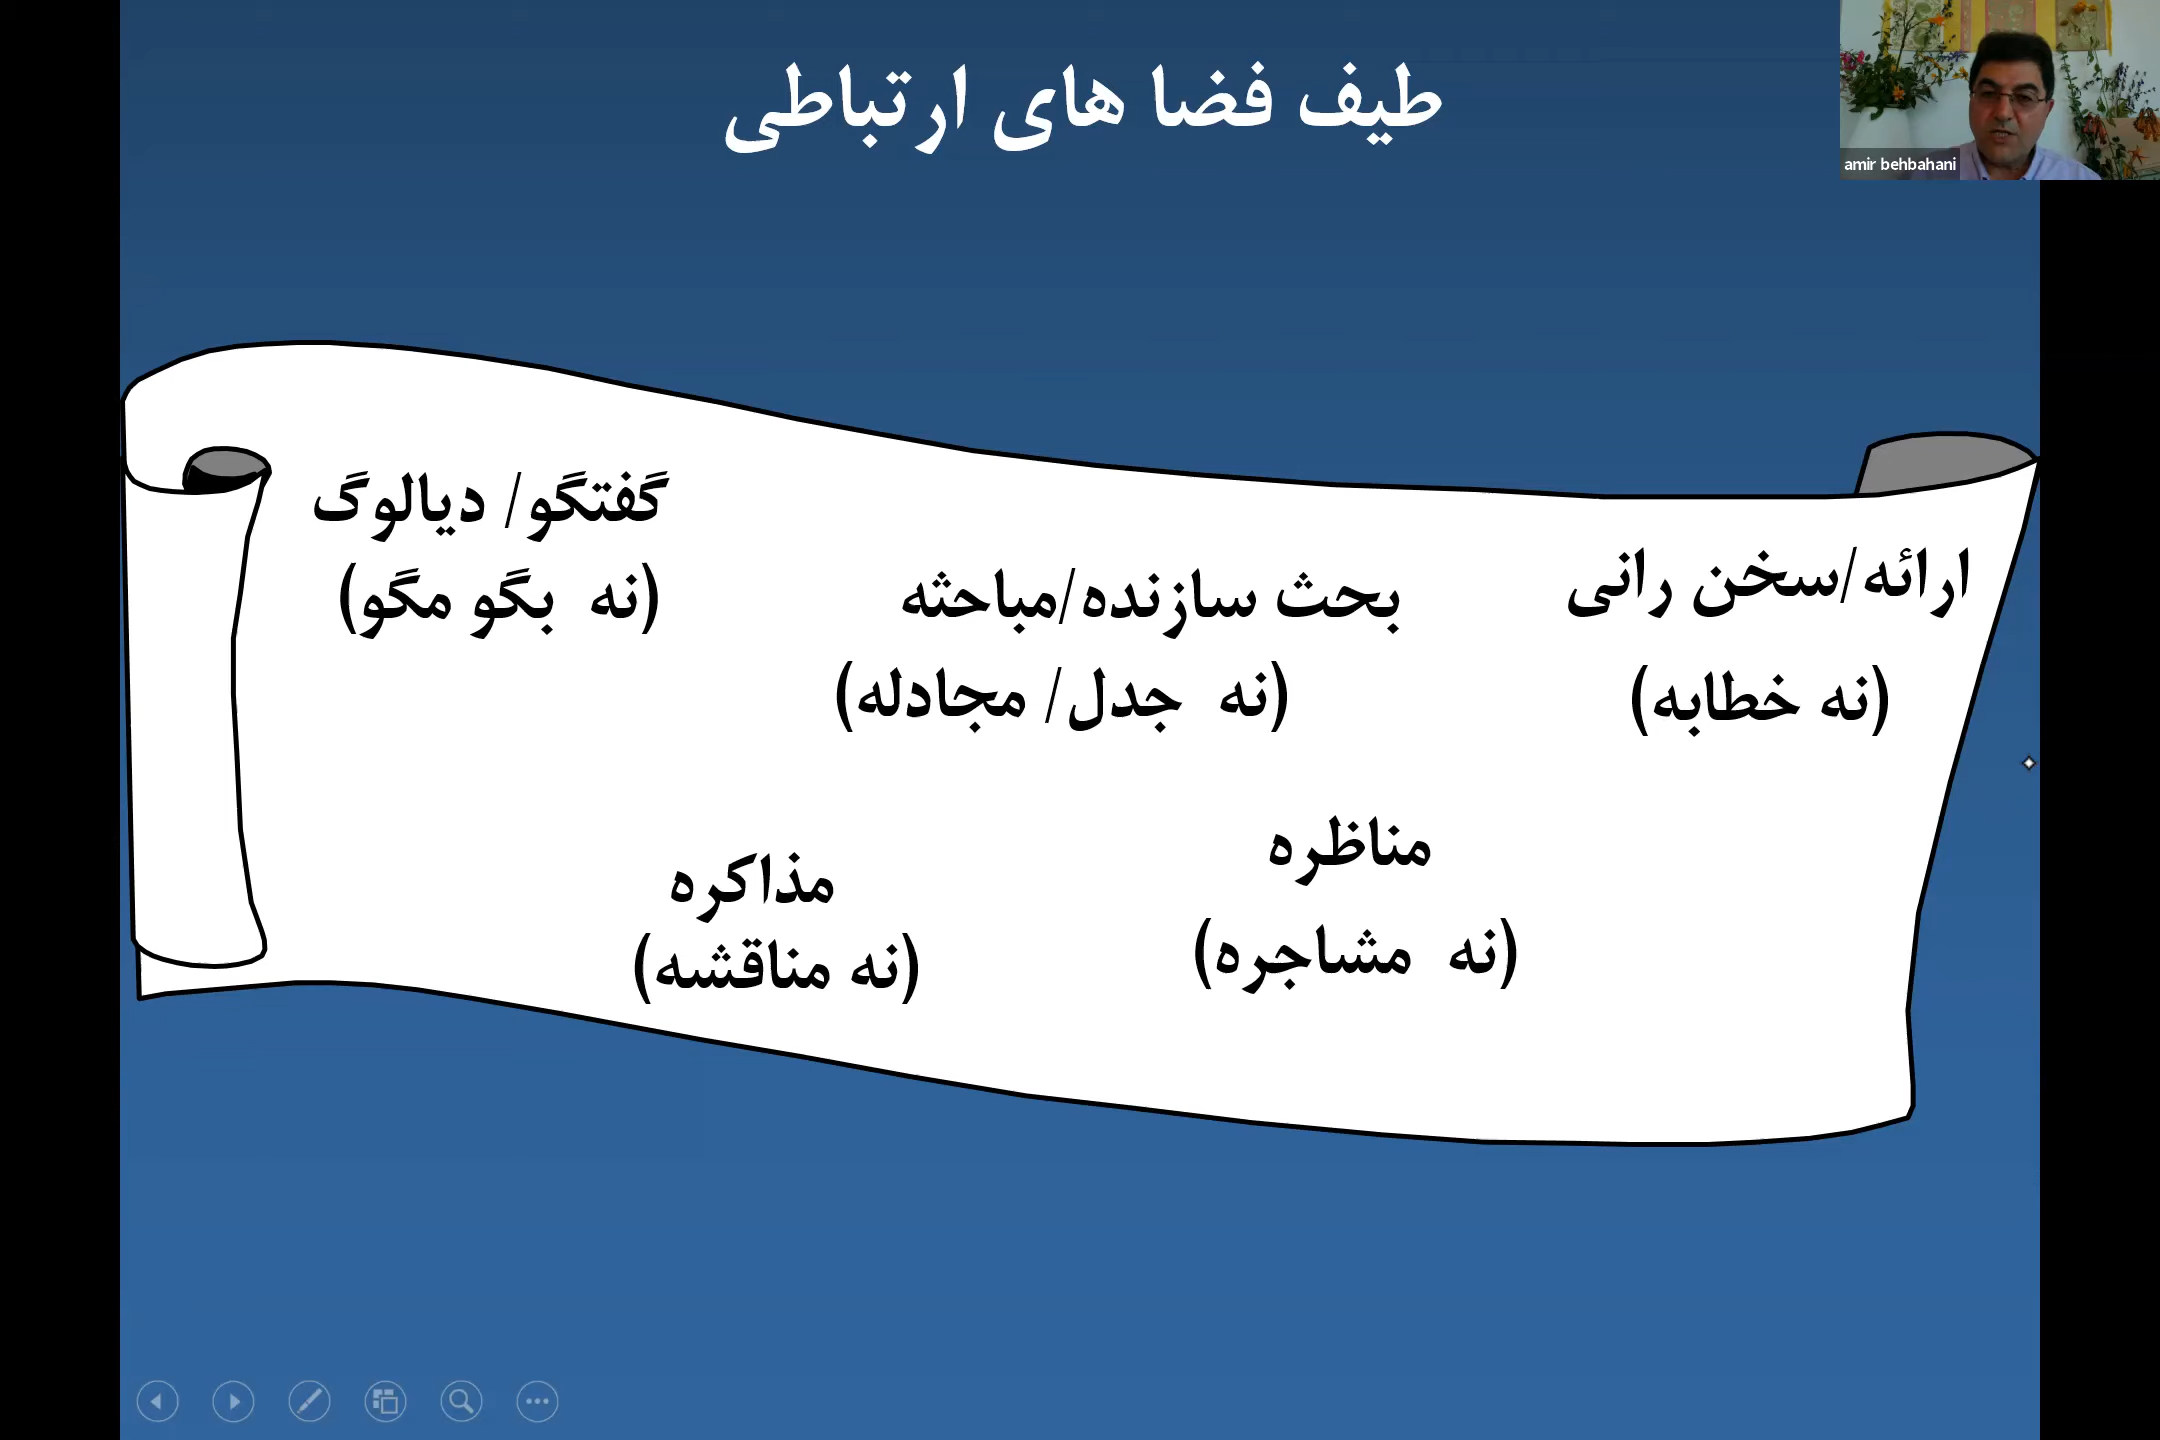 طیف فضا های ارتباطی
amir behbahani
ارائه/سخن رانی
(نه خطابه)
بحث سازنده/مباحثه
(نه جدل/ مجادله)
گفتگو/ دیالوگ
(نه بگو مگو)
مناظره
(نه مشاجره)
مذاکره
(نه مناقشه)